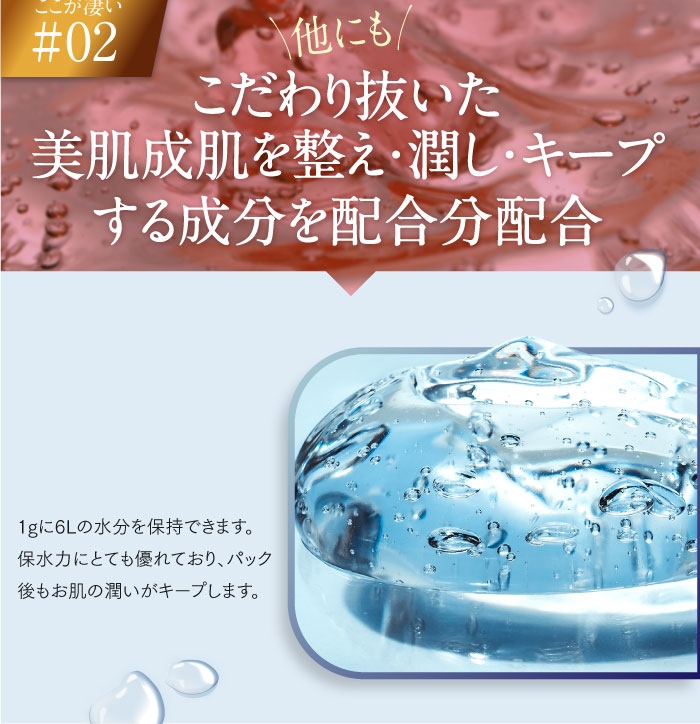 ここが凄い
#02
他にも
こだわり抜いた
美肌成肌を整え・潤し・キープ
する成分を配合分配合
1gに6Lの水分を保持できます。
保水力にとても優れており、パック
後もお肌の潤いがキープします。